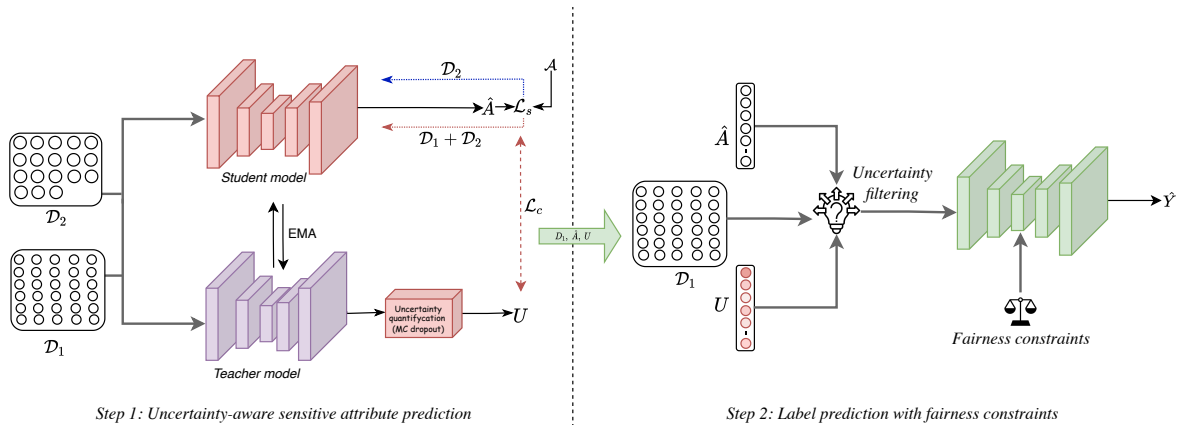 𝒟₂
𝒜
Â
ℒₛ
𝒟₁ + 𝒟₂
Student model
𝒟₂
EMA
ℒ_c
𝒟₁
Uncertainty
quantifycation
(MC dropout)
U
Teacher model
Step 1: Uncertainty-aware sensitive attribute prediction
D₁, Â, U
Â
Uncertainty
filtering
Ŷ
𝒟₁
U
Fairness constraints
Step 2: Label prediction with fairness constraints